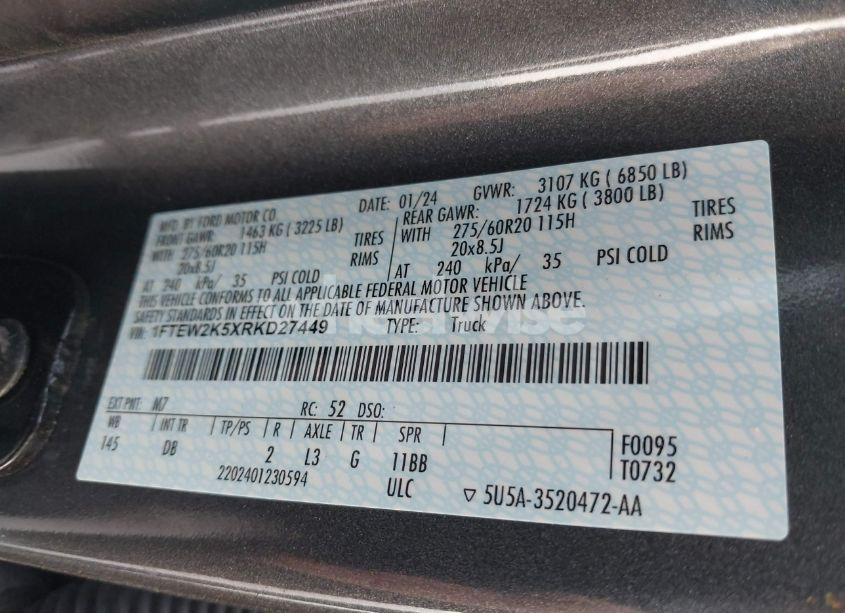 MFD. BY FORD MOTOR CO. DATE: 01/24 GVWR: 3107 KG ( 6850 LB)
FRONT GAWR: 1463 KG ( 3225 LB) REAR GAWR: 1724 KG ( 3800 LB)
WITH 275/60R20 115H TIRES WITH 275/60R20 115H TIRES
20x8.5J RIMS 20x8.5J RIMS
AT 240 kPa/ 35 PSI COLD AT 240 kPa/ 35 PSI COLD
THIS VEHICLE CONFORMS TO ALL APPLICABLE FEDERAL MOTOR VEHICLE
SAFETY STANDARDS IN EFFECT ON THE DATE OF MANUFACTURE SHOWN ABOVE.
VIN: 1FTEW2K5XRKD27449 TYPE: Truck
EXT PNT: M7 RC: 52 DSO:
WB INT TR TP/PS R AXLE TR SPR F0095
145 DB 2 L3 G 11BB T0732
2202401230594 ULC ▽ 5U5A-3520472-AA